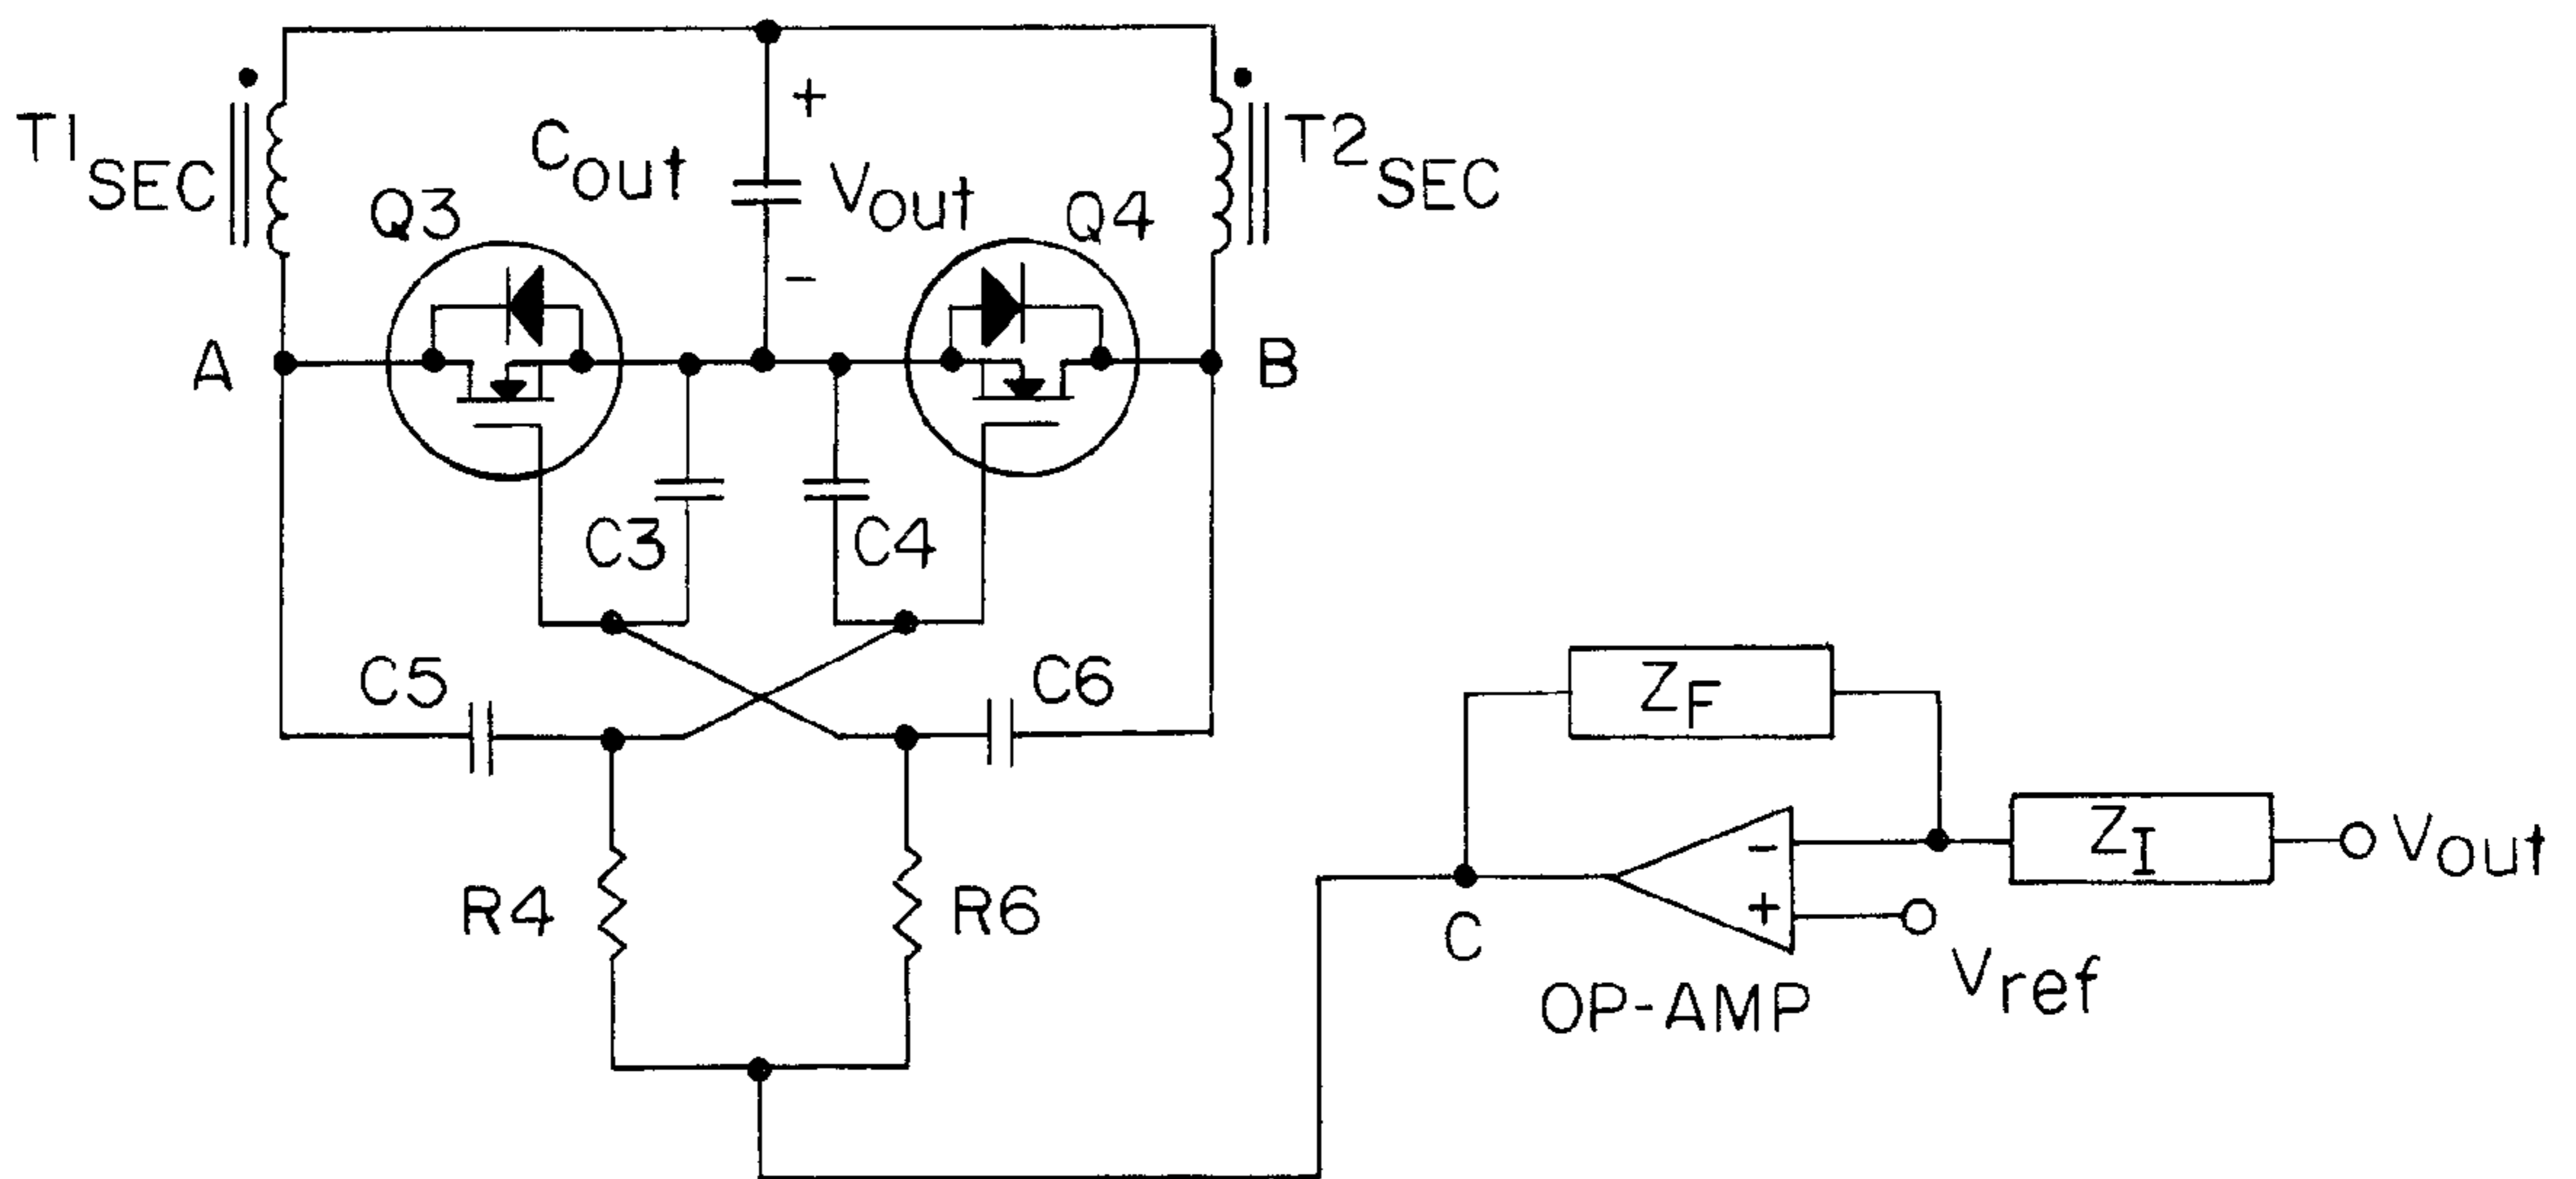 T1SEC
Cout
+
Vout
-
T2SEC
Q3
Q4
A
B
C3
C4
C5
C6
R4
R6
ZF
ZI
Vout
-
+
C
Vref
OP-AMP